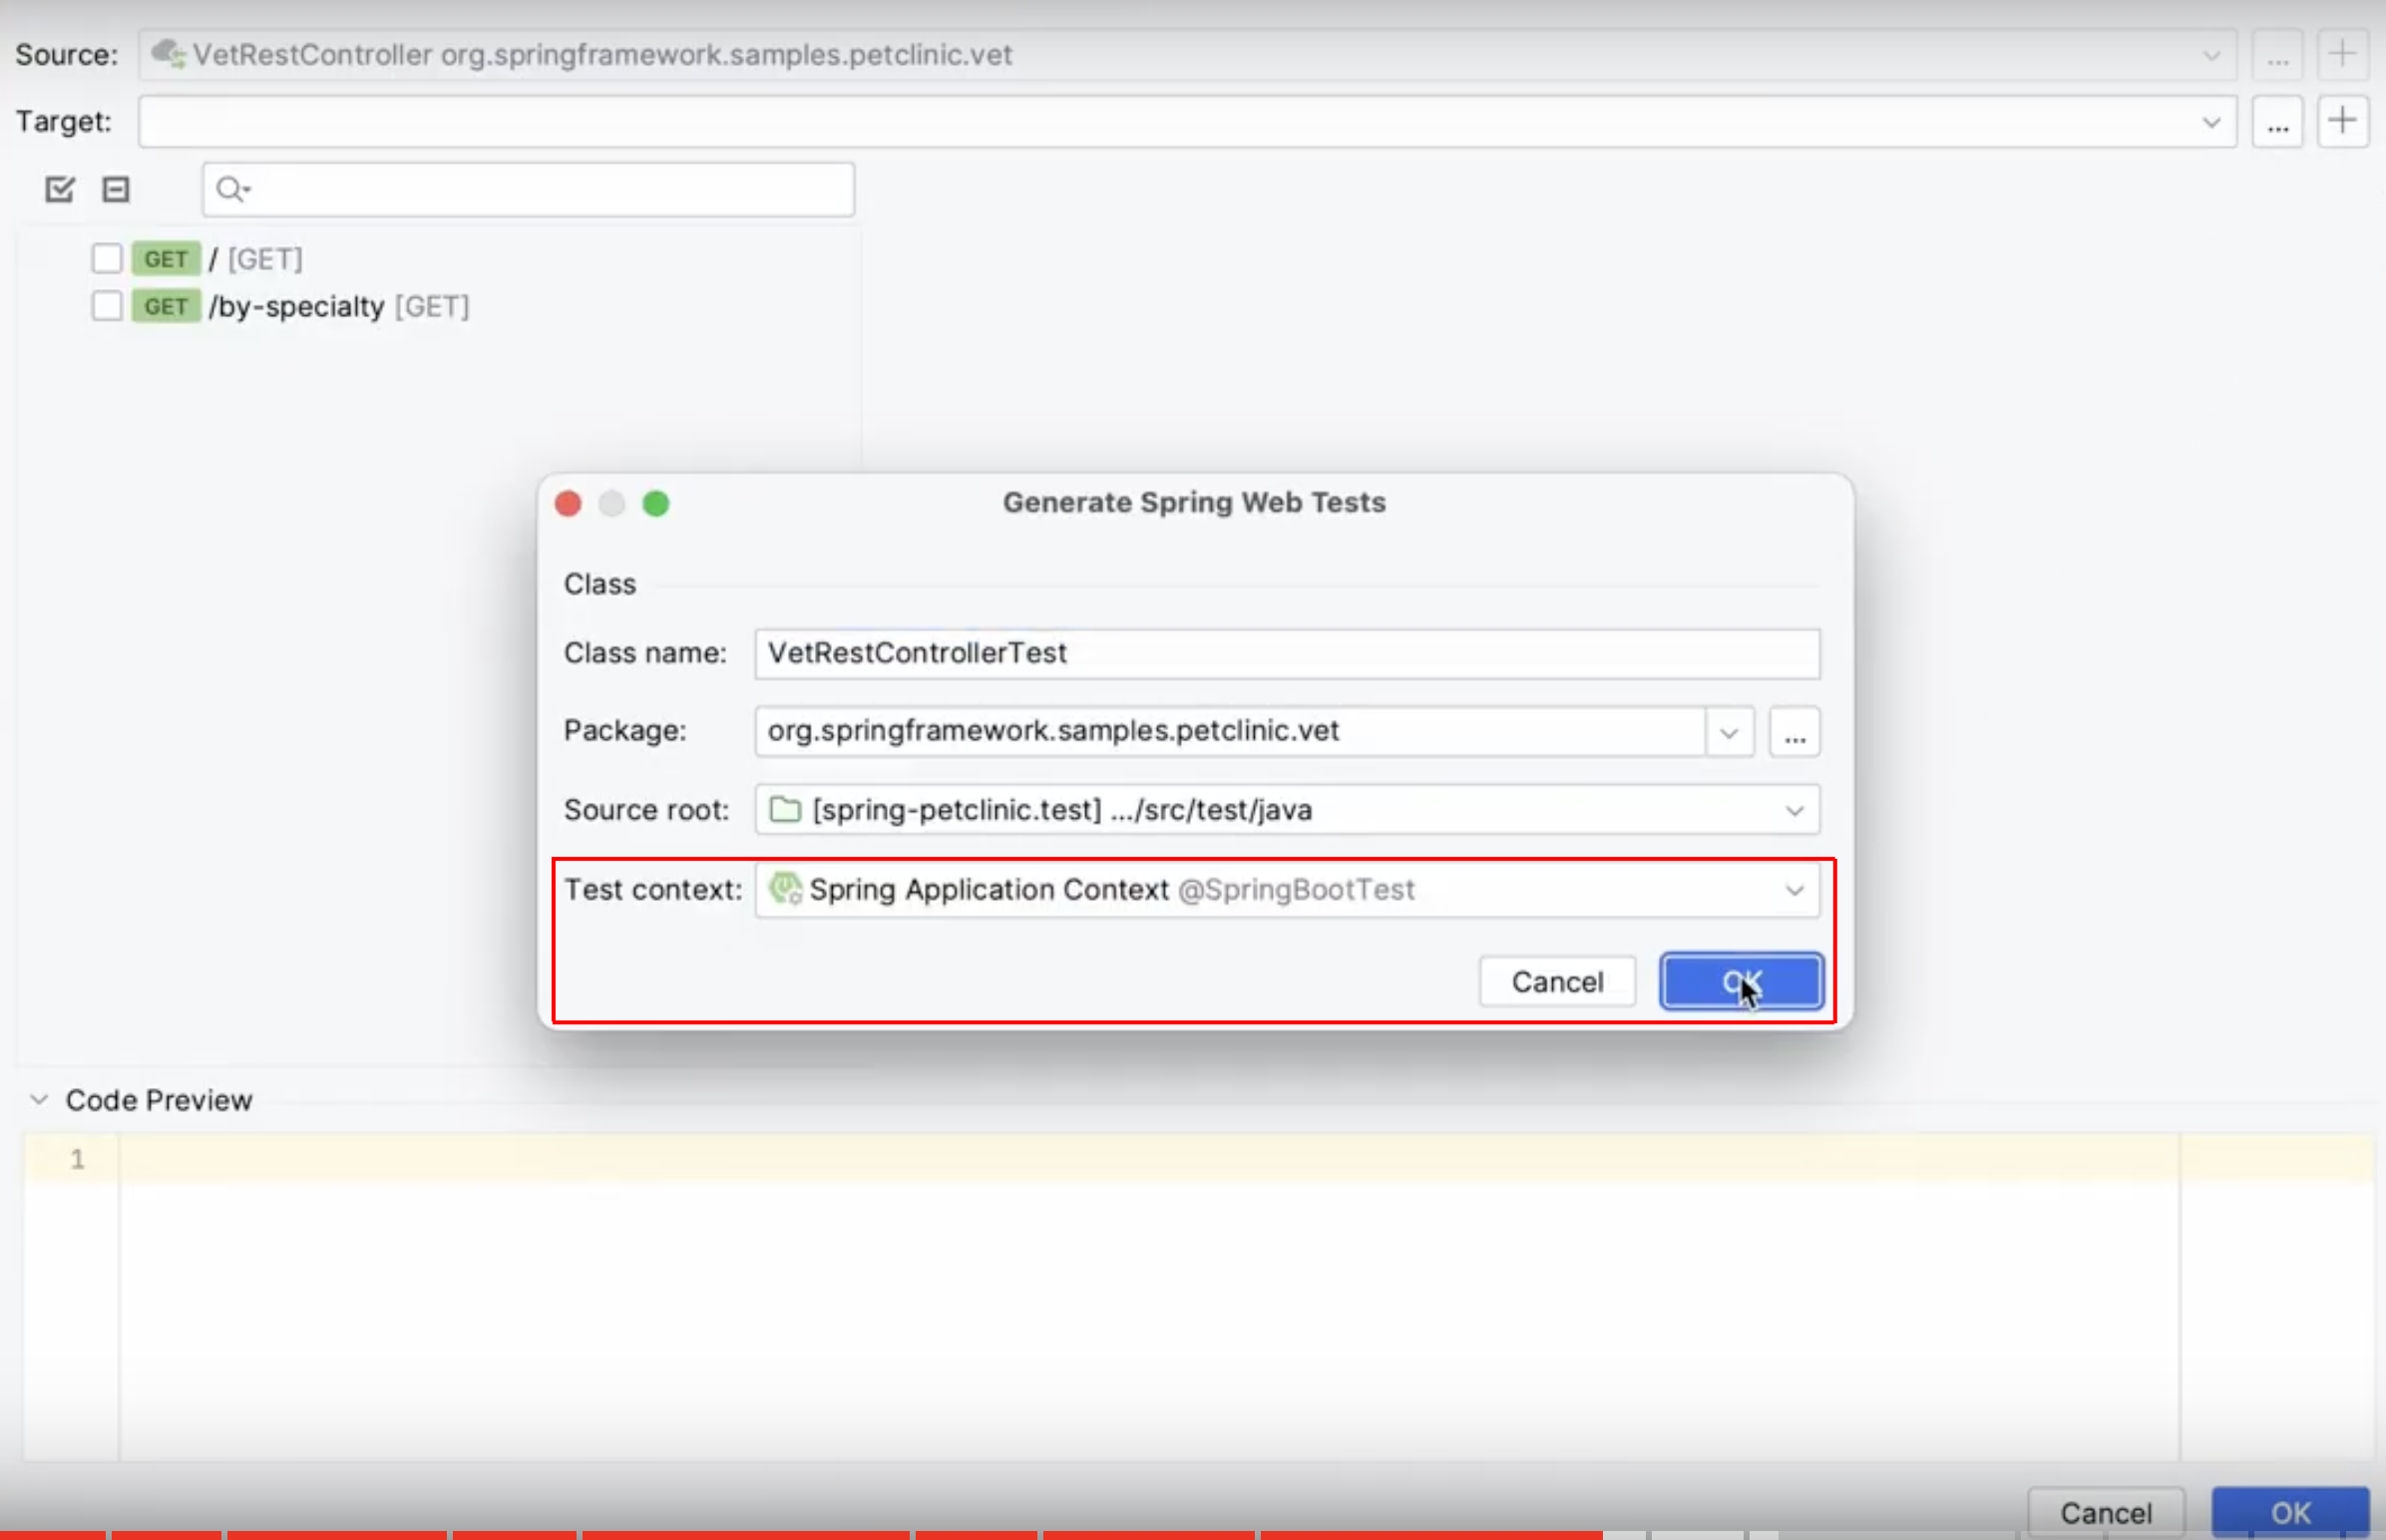 Source: VetRestController org.springframework.samples.petclinic.vet ... +
Target: ... +
GET / [GET]
GET /by-specialty [GET]
Generate Spring Web Tests
Class
Class name: VetRestControllerTest
Package: org.springframework.samples.petclinic.vet ...
Source root: [spring-petclinic.test] .../src/test/java
Test context: Spring Application Context @SpringBootTest
Cancel OK
Code Preview
1
Cancel OK